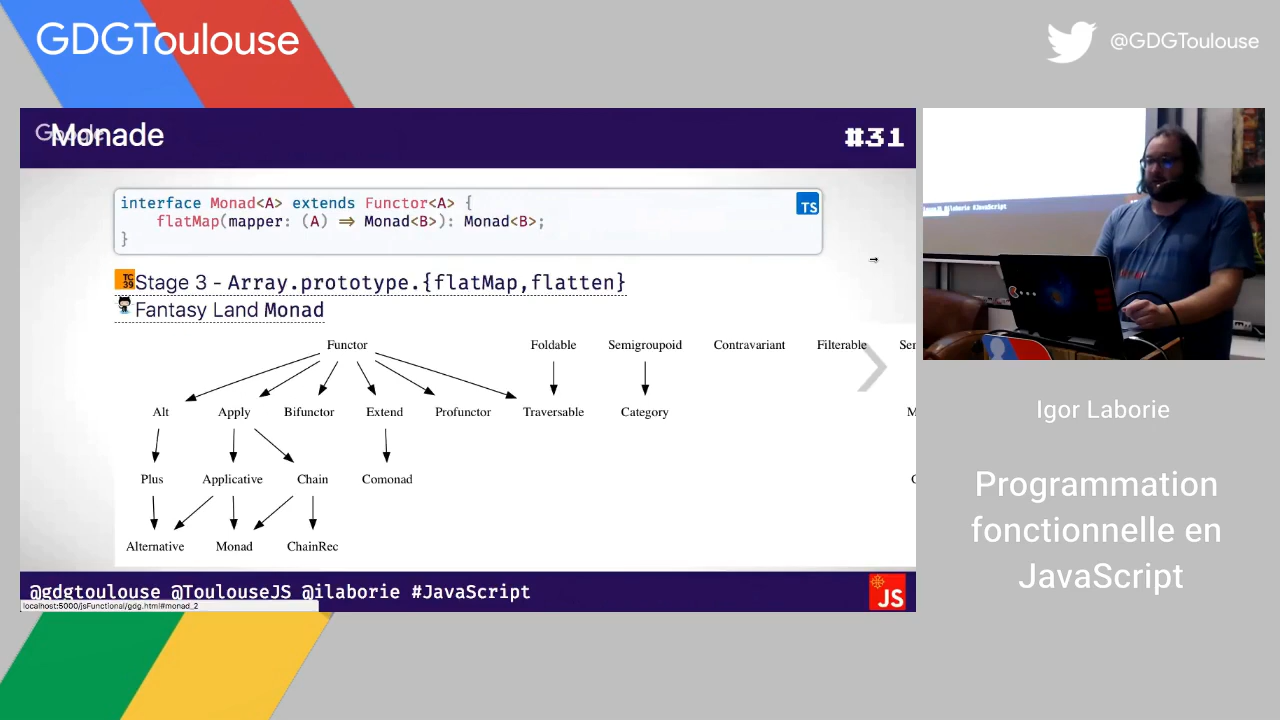 GDGToulouse
@GDGToulouse
Google
Monade
#31
interface Monad<A> extends Functor<A> {
flatMap(mapper: (A) ⇒ Monad<B>): Monad<B>;
}
TS
TC
39
Stage 3 - Array.prototype.{flatMap,flatten}
Fantasy Land Monad
Functor
Foldable
Semigroupoid
Contravariant
Filterable
Alt
Apply
Bifunctor
Extend
Profunctor
Traversable
Category
Plus
Applicative
Chain
Comonad
Alternative
Monad
ChainRec
@gdgtoulouse @ToulouseJS @ilaborie #JavaScript
JS
localhost:5000/jsFunctional/gdg.html#monad_2
Igor Laborie
Programmation
fonctionnelle en
JavaScript